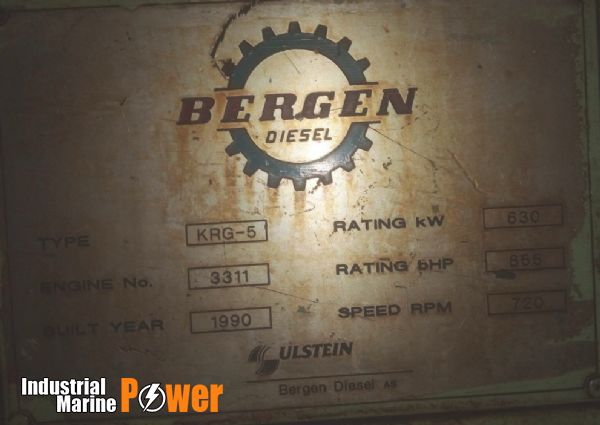 BERGEN
DIESEL
TYPE KRG-5
ENGINE No. 3311
BUILT YEAR 1990
RATING kW 630
RATING bHP 855
SPEED RPM 720
ULSTEIN
Bergen Diesel AS
Industrial
Marine Power